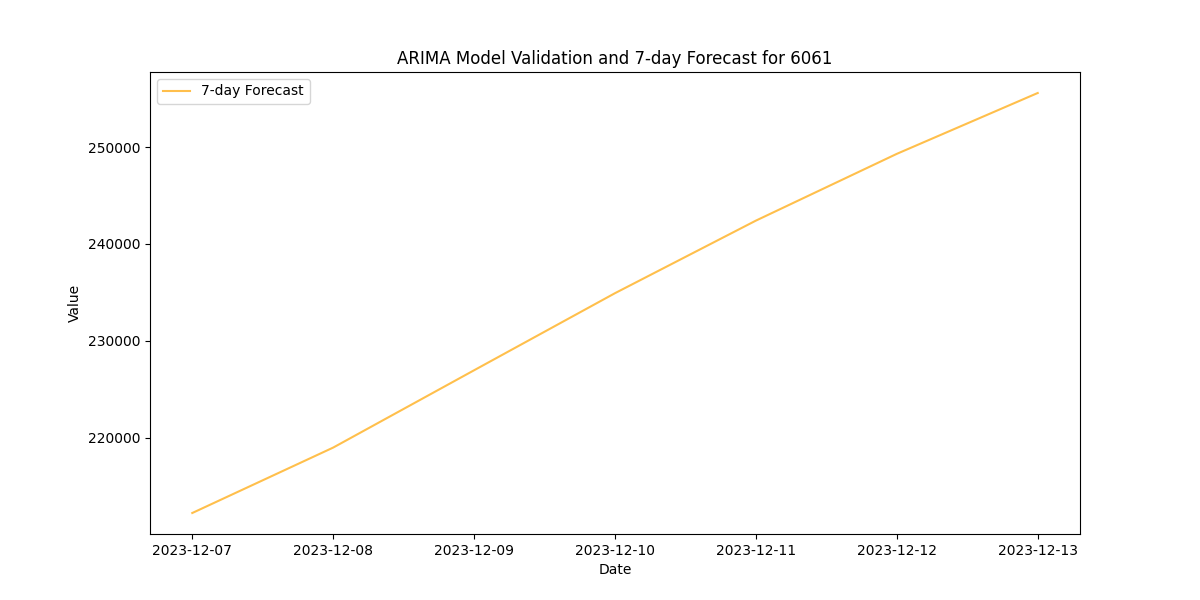 ARIMA Model Validation and 7-day Forecast for 6061
7-day Forecast
250000
240000
230000
220000
Value
2023-12-07 2023-12-08 2023-12-09 2023-12-10 2023-12-11 2023-12-12 2023-12-13
Date